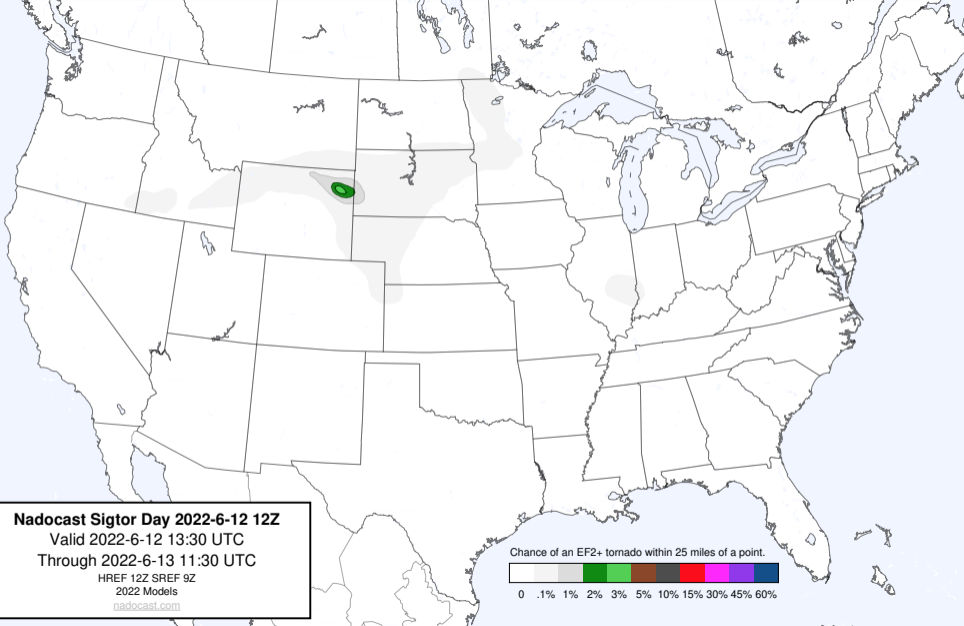 Nadocast Sigtor Day 2022-6-12 12Z
Valid 2022-6-12 13:30 UTC
Through 2022-6-13 11:30 UTC
HREF 12Z SREF 9Z
2022 Models
nadocast.com
Chance of an EF2+ tornado within 25 miles of a point.
0 .1% 1% 2% 3% 5% 10% 15% 30% 45% 60%